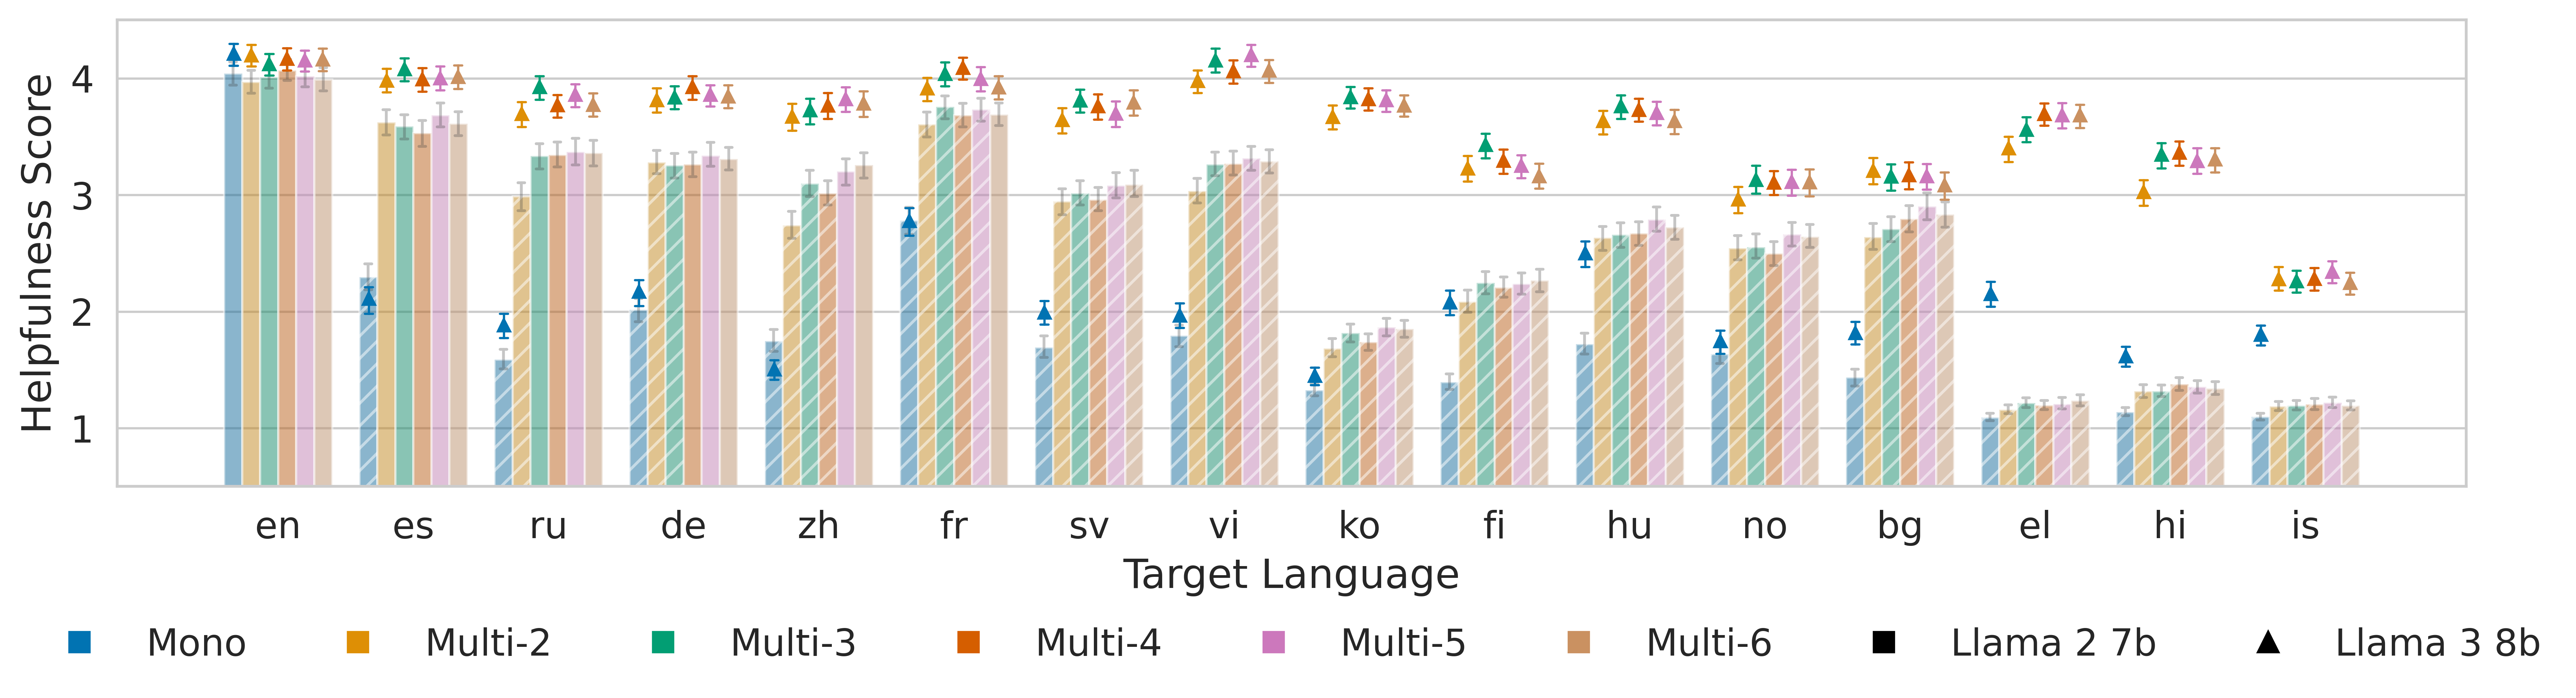 Helpfulness Score
4
3
2
1
en es ru de zh fr sv vi ko fi hu no bg el hi is
Target Language
Mono Multi-2 Multi-3 Multi-4 Multi-5 Multi-6 Llama 2 7b Llama 3 8b